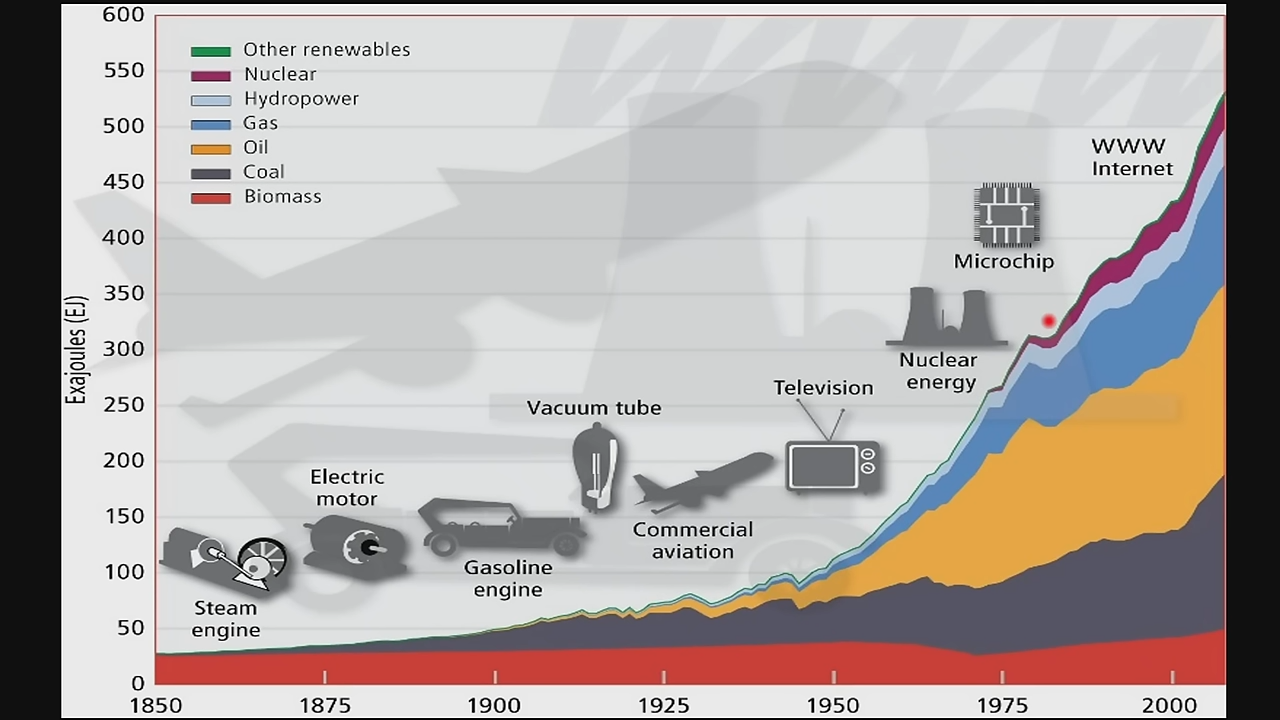 600
550
500
450
400
350
300
250
200
150
100
50
0
Exajoules (EJ)
Other renewables
Nuclear
Hydropower
Gas
Oil
Coal
Biomass
WWW
WWW
Internet
Microchip
Nuclear
energy
Television
Vacuum tube
Commercial
aviation
Electric
motor
Gasoline
engine
Steam
engine
1850
1875
1900
1925
1950
1975
2000